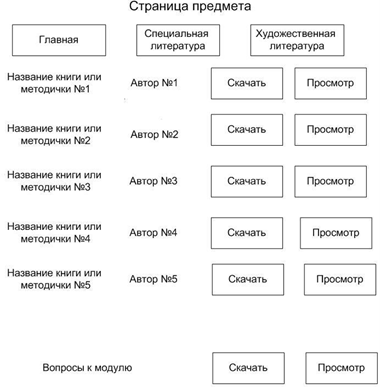 Страница предмета
Главная
Специальная
литература
Художественная
литература
Название книги или
методички №1
Автор №1
Скачать
Просмотр
Название книги или
методички №2
Автор №2
Скачать
Просмотр
Название книги или
методички №3
Автор №3
Скачать
Просмотр
Название книги или
методички №4
Автор №4
Скачать
Просмотр
Название книги или
методички №5
Автор №5
Скачать
Просмотр
Вопросы к модулю
Скачать
Просмотр